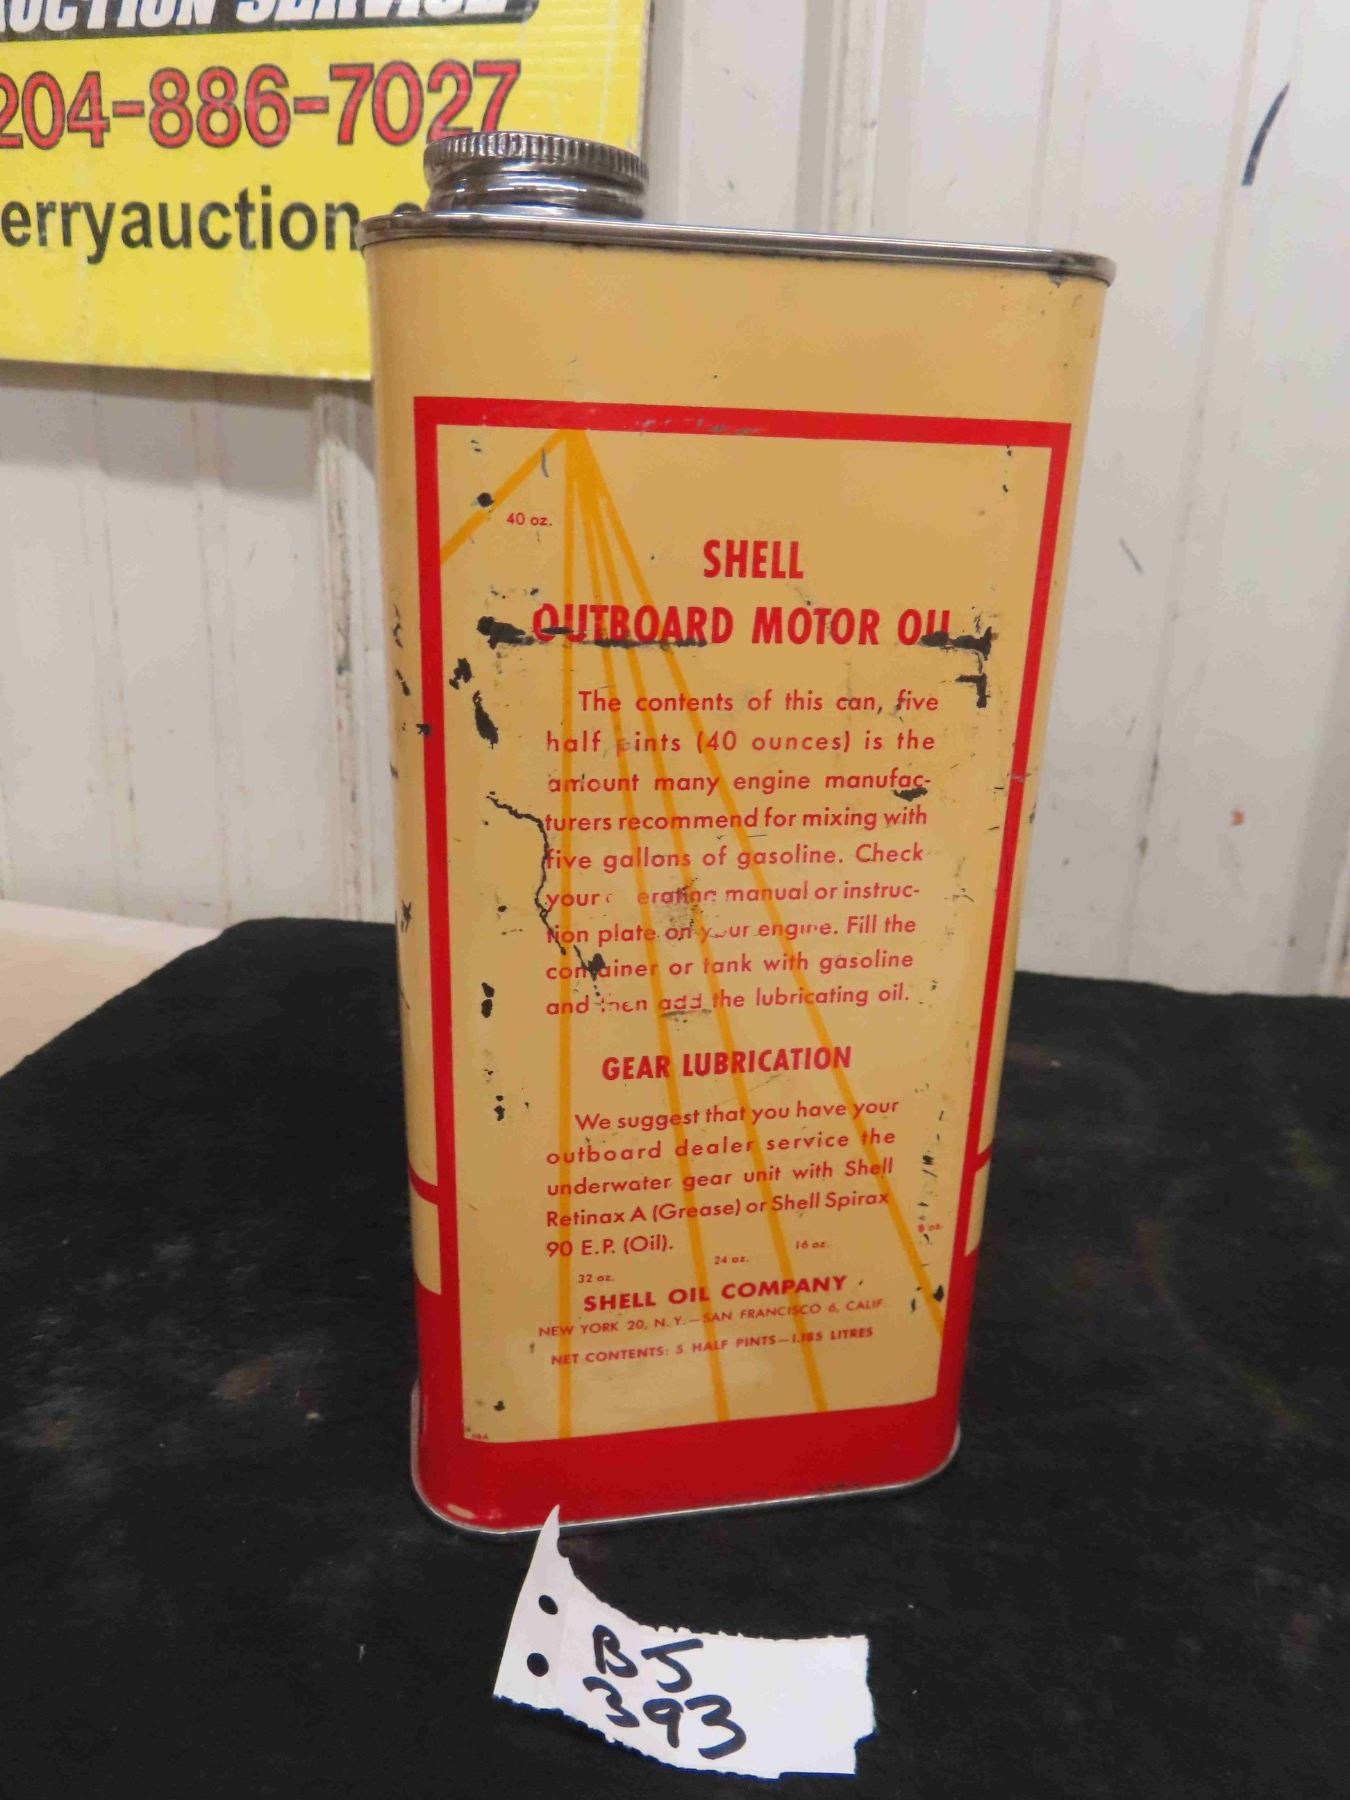 AUCTION SERVICE
204-886-7027
erryauction
40 oz.
SHELL
OUTBOARD MOTOR OIL
The contents of this can, five
half pints (40 ounces) is the
amount many engine manufac-
turers recommend for mixing with
five gallons of gasoline. Check
your operating manual or instruc-
tion plate on your engine. Fill the
container or tank with gasoline
and then add the lubricating oil.
GEAR LUBRICATION
We suggest that you have your
outboard dealer service the
underwater gear unit with Shell
Retinax A (Grease) or Shell Spirax
90 E.P. (Oil).
8 oz.
16 oz.
24 oz.
32 oz.
SHELL OIL COMPANY
NEW YORK 20, N. Y.—SAN FRANCISCO 6, CALIF.
NET CONTENTS: 5 HALF PINTS—1.185 LITRES
B5
393